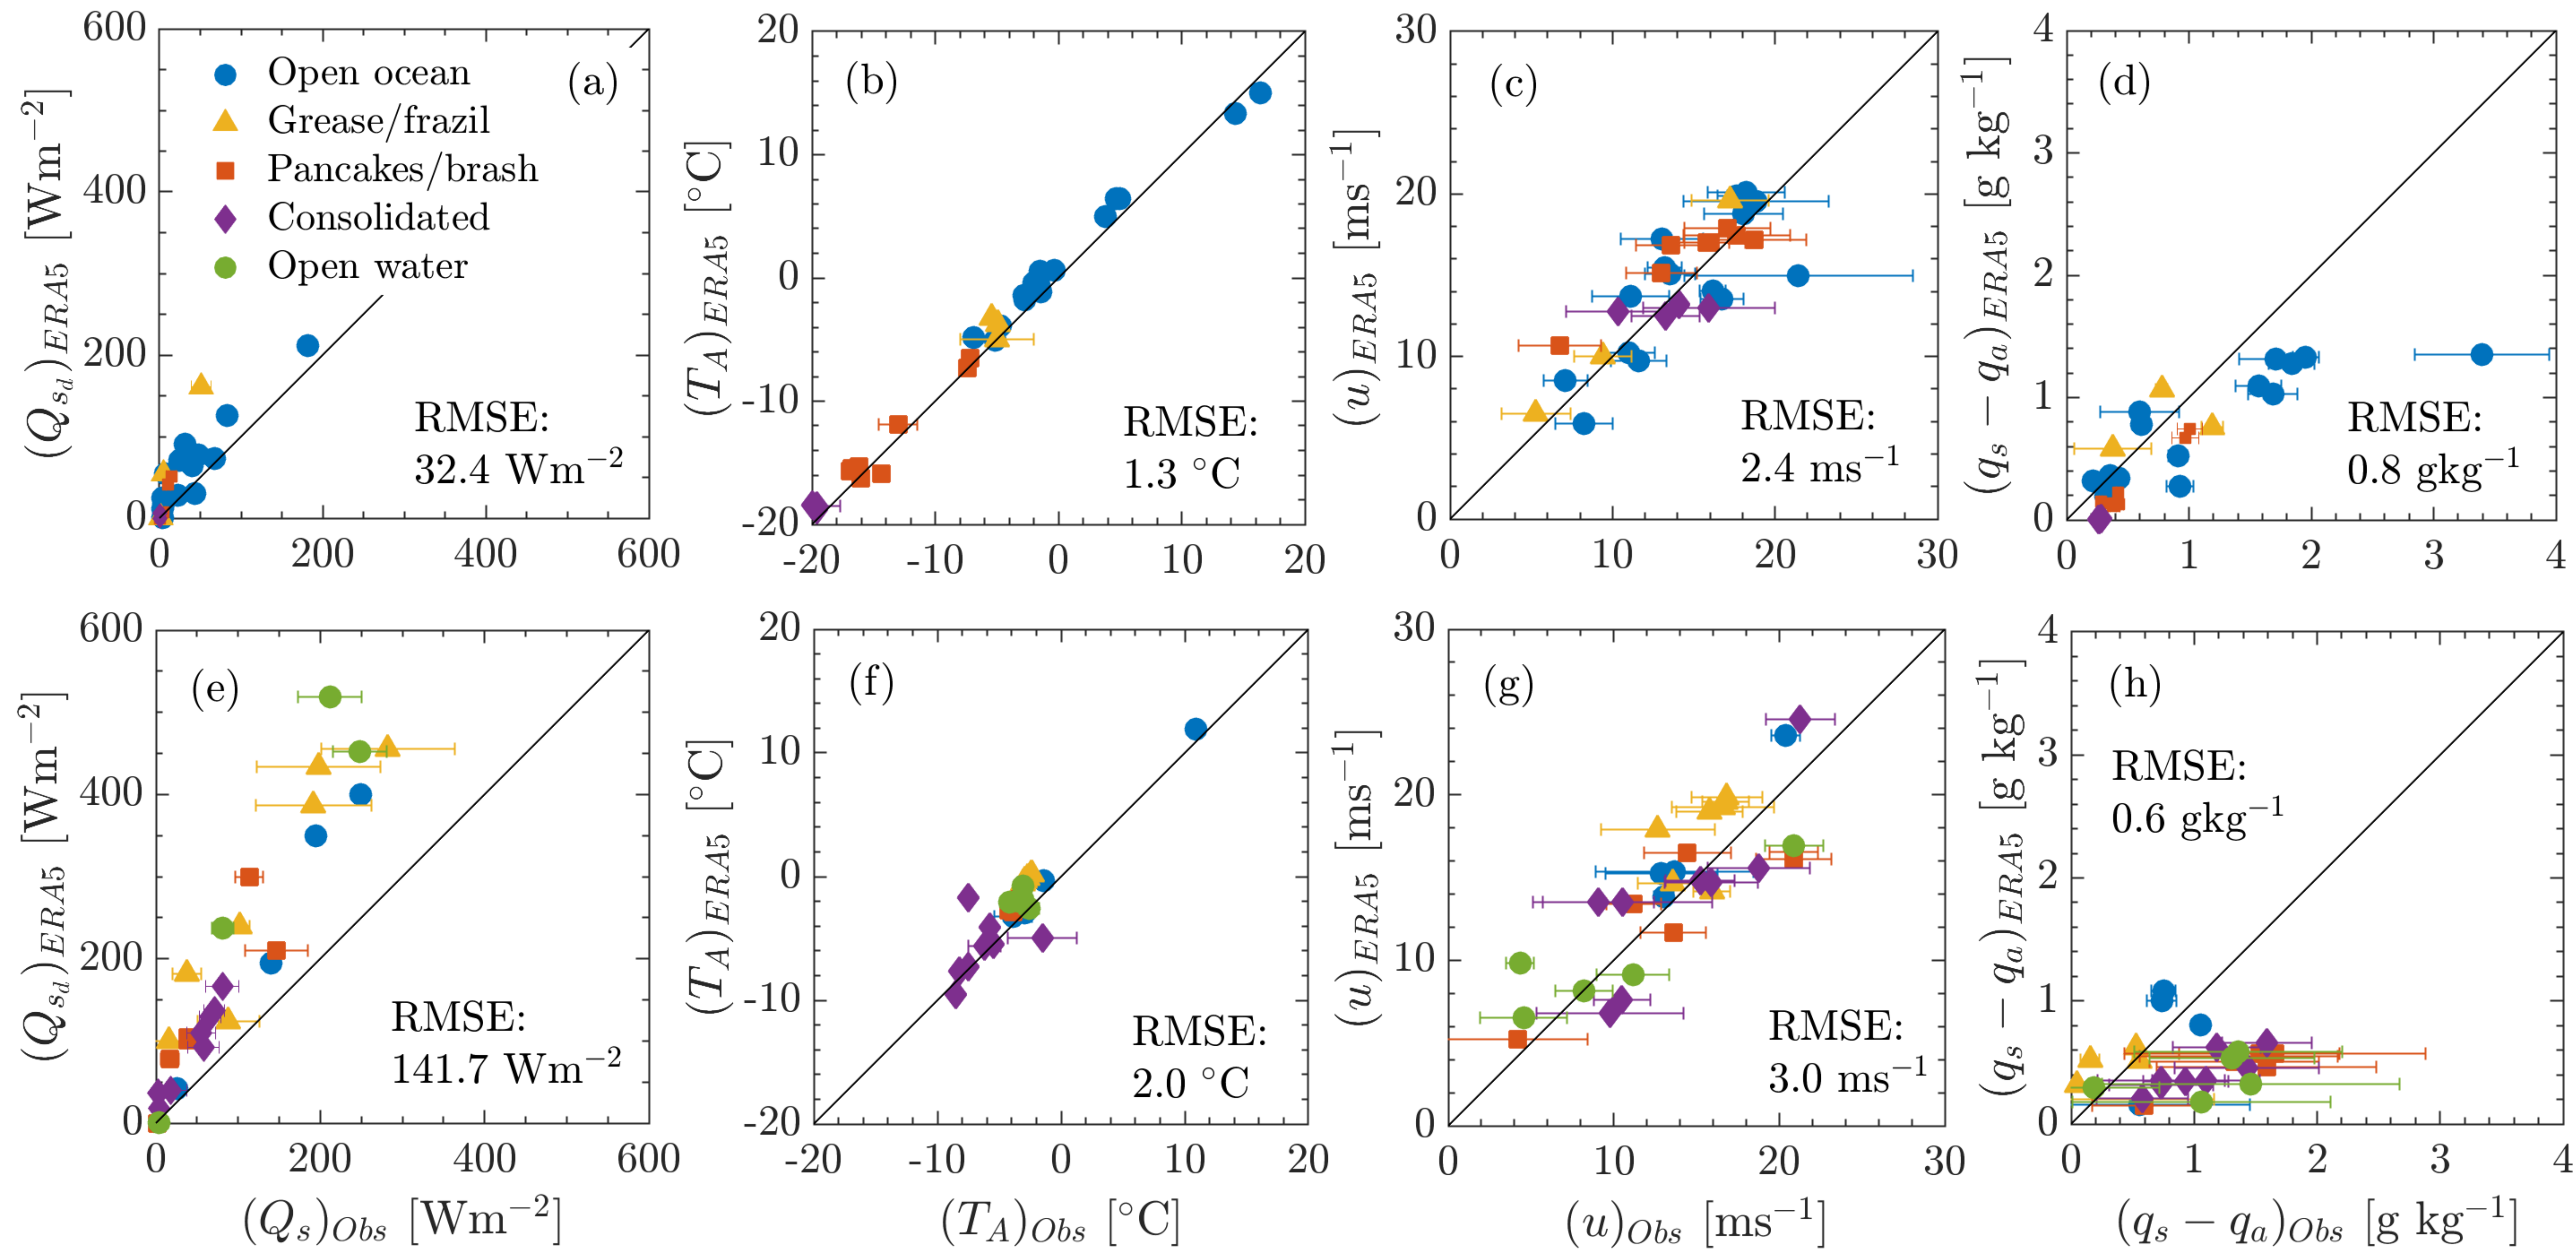 600
400
200
0
0 200 400 600
(Q_{s_d})_{ERA5} [Wm^{-2}]
Open ocean
Grease/frazil
Pancakes/brash
Consolidated
Open water
(a)
RMSE:
32.4 Wm^{-2}
20
10
0
-10
-20
-20 -10 0 10 20
(T_A)_{ERA5} [°C]
(b)
RMSE:
1.3 °C
30
20
10
0
0 10 20 30
(u)_{ERA5} [ms^{-1}]
(c)
RMSE:
2.4 ms^{-1}
4
3
2
1
0
0 1 2 3 4
(q_s − q_a)_{ERA5} [g kg^{-1}]
(d)
RMSE:
0.8 gkg^{-1}
600
400
200
0
0 200 400 600
(Q_{s_d})_{ERA5} [Wm^{-2}]
(Q_s)_{Obs} [Wm^{-2}]
(e)
RMSE:
141.7 Wm^{-2}
20
10
0
-10
-20
-20 -10 0 10 20
(T_A)_{ERA5} [°C]
(T_A)_{Obs} [°C]
(f)
RMSE:
2.0 °C
30
20
10
0
0 10 20 30
(u)_{ERA5} [ms^{-1}]
(u)_{Obs} [ms^{-1}]
(g)
RMSE:
3.0 ms^{-1}
4
3
2
1
0
0 1 2 3 4
(q_s − q_a)_{ERA5} [g kg^{-1}]
(q_s − q_a)_{Obs} [g kg^{-1}]
(h)
RMSE:
0.6 gkg^{-1}